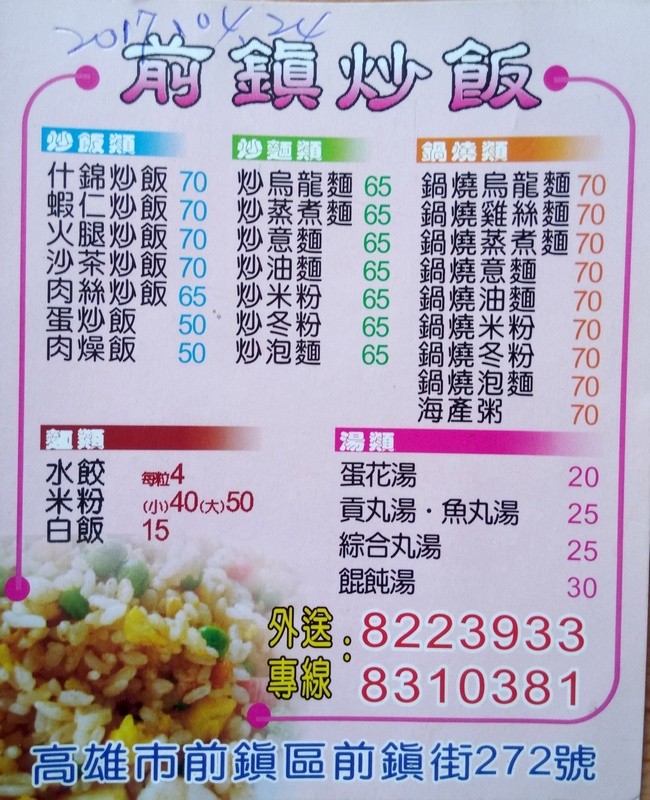 2017.04.24
前鎮炒飯
炒飯類
什錦炒飯 70
蝦仁炒飯 70
火腿炒飯 70
沙茶炒飯 70
肉絲炒飯 65
蛋炒飯 50
肉燥飯 50
炒麵類
炒烏龍麵 65
炒蒸煮麵 65
炒意麵 65
炒油麵 65
炒米粉 65
炒冬粉 65
炒泡麵 65
鍋燒類
鍋燒烏龍麵 70
鍋燒雞絲麵 70
鍋燒蒸煮麵 70
鍋燒意麵 70
鍋燒油麵 70
鍋燒米粉 70
鍋燒冬粉 70
鍋燒泡麵 70
海產粥 70
麵類
水餃 每粒4
米粉 (小)40(大)50
白飯 15
湯類
蛋花湯 20
貢丸湯·魚丸湯 25
綜合丸湯 25
餛飩湯 30
外送專線：
8223933
8310381
高雄市前鎮區前鎮街272號